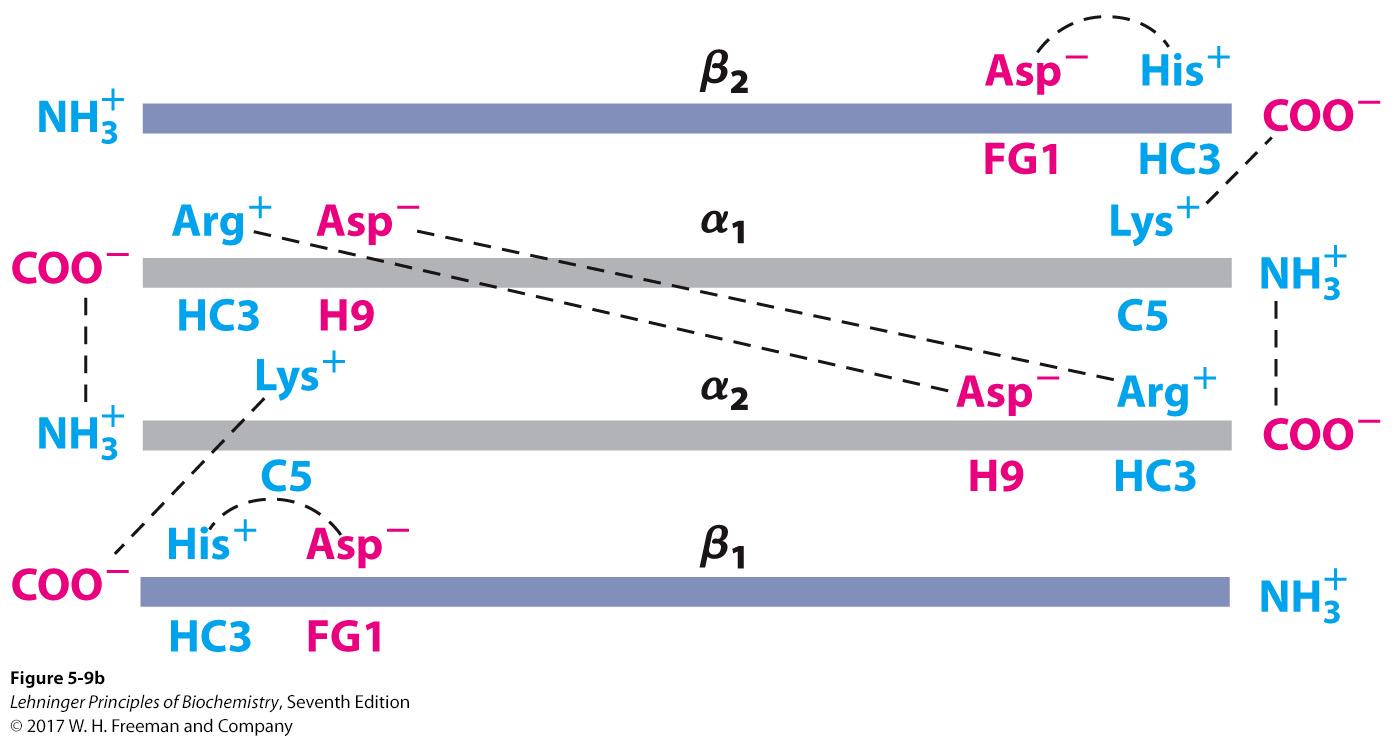 β₂ Asp⁻ His⁺
NH₃⁺ COO⁻
FG1 HC3
Arg⁺ Asp⁻ α₁ Lys⁺
COO⁻ NH₃⁺
HC3 H9 C5
Lys⁺ α₂ Asp⁻ Arg⁺
NH₃⁺ COO⁻
C5 H9 HC3
His⁺ Asp⁻ β₁
COO⁻ NH₃⁺
HC3 FG1
Figure 5-9b
Lehninger Principles of Biochemistry, Seventh Edition
© 2017 W. H. Freeman and Company